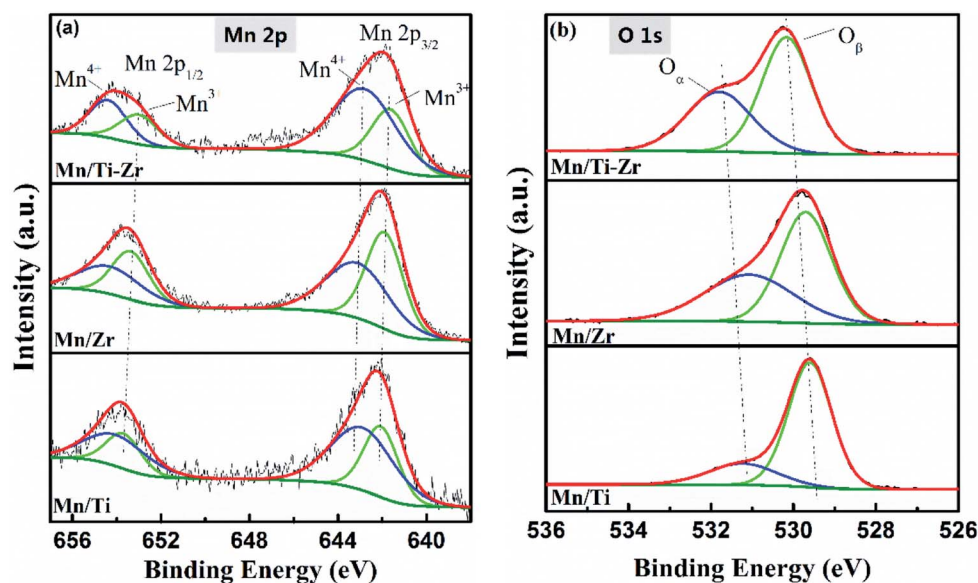 (a)
Mn 2p
Mn 2p3/2
Mn4+
Mn 2p1/2
Mn3+
Mn4+
Mn3+
Mn/Ti-Zr
Mn/Zr
Mn/Ti
Intensity (a.u.)
656 652 648 644 640
Binding Energy (eV)
(b)
O 1s
Oα
Oβ
Mn/Ti-Zr
Mn/Zr
Mn/Ti
Intensity (a.u.)
536 534 532 530 528 526
Binding Energy (eV)